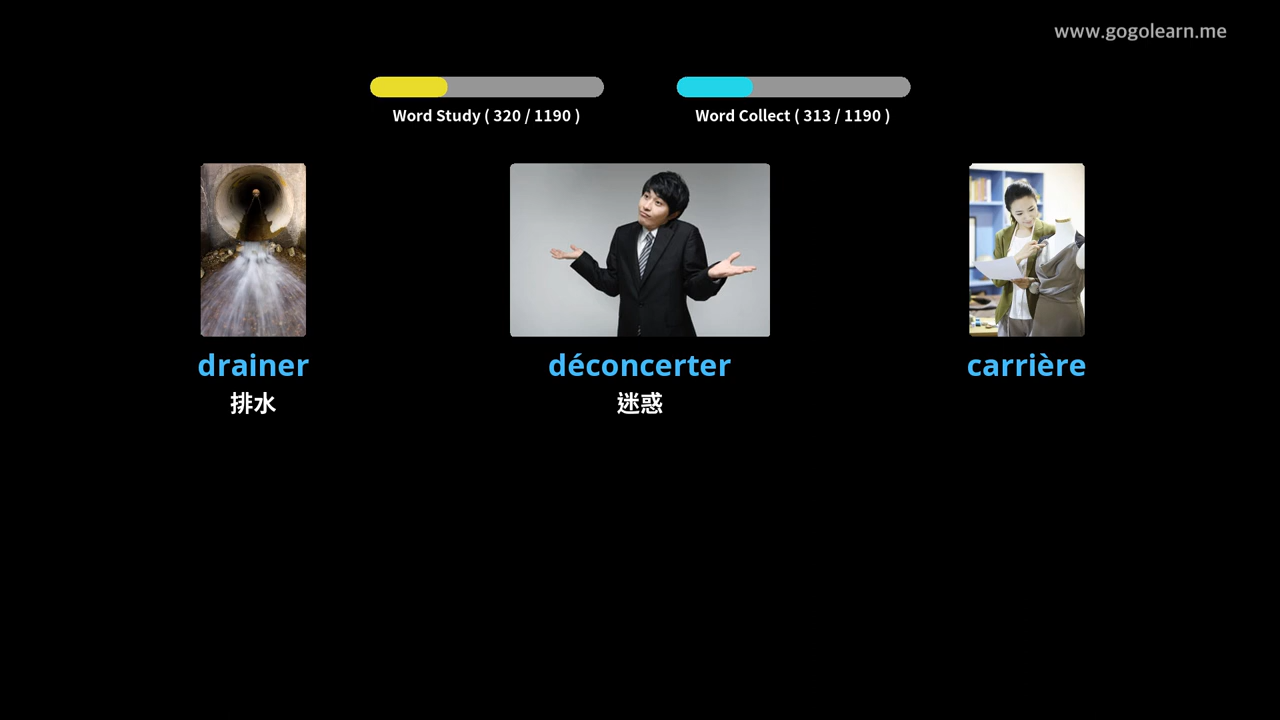 www.gogolearn.me
Word Study ( 320 / 1190 )
Word Collect ( 313 / 1190 )
drainer
排水
déconcerter
迷惑
carrière